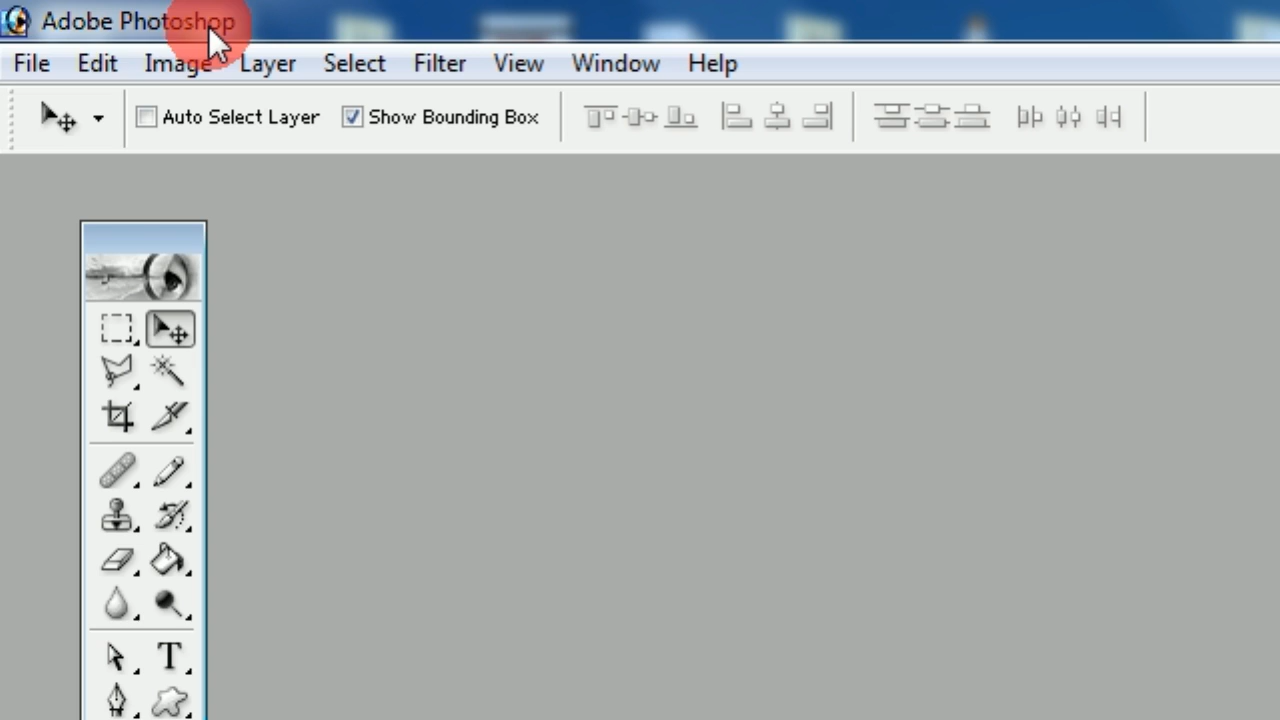 Adobe Photoshop
File Edit Image Layer Select Filter View Window Help
Auto Select Layer Show Bounding Box
T